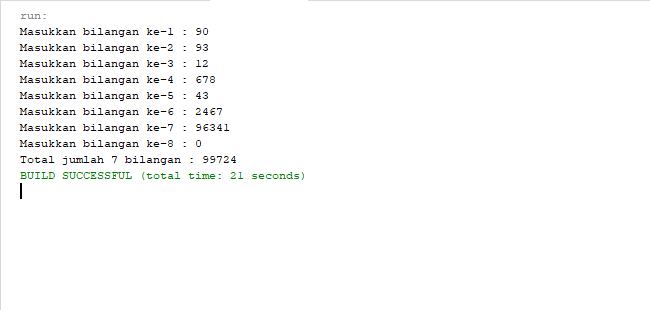 run:
Masukkan bilangan ke-1 : 90
Masukkan bilangan ke-2 : 93
Masukkan bilangan ke-3 : 12
Masukkan bilangan ke-4 : 678
Masukkan bilangan ke-5 : 43
Masukkan bilangan ke-6 : 2467
Masukkan bilangan ke-7 : 96341
Masukkan bilangan ke-8 : 0
Total jumlah 7 bilangan : 99724
BUILD SUCCESSFUL (total time: 21 seconds)